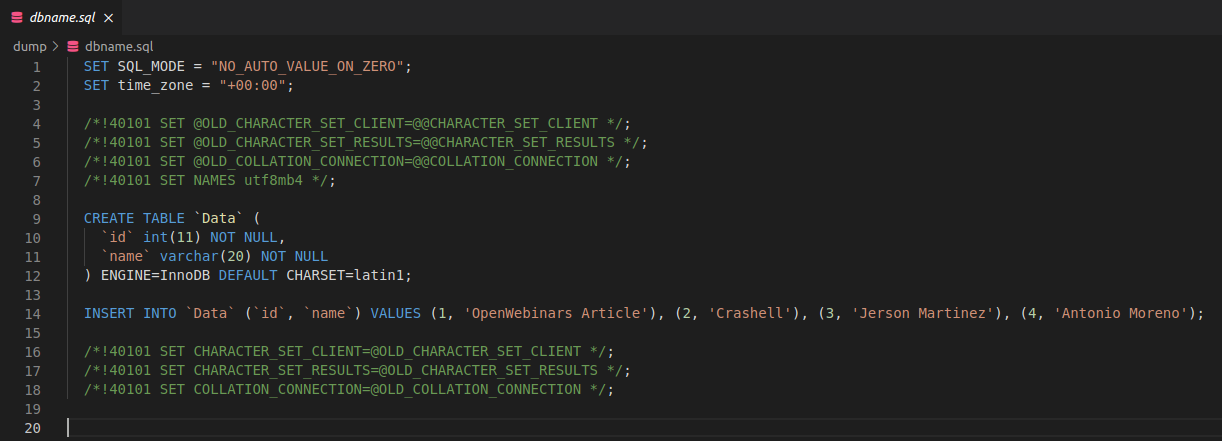 dbname.sql ×
dump > dbname.sql
1 SET SQL_MODE = "NO_AUTO_VALUE_ON_ZERO";
2 SET time_zone = "+00:00";
3
4 /*!40101 SET @OLD_CHARACTER_SET_CLIENT=@@CHARACTER_SET_CLIENT */;
5 /*!40101 SET @OLD_CHARACTER_SET_RESULTS=@@CHARACTER_SET_RESULTS */;
6 /*!40101 SET @OLD_COLLATION_CONNECTION=@@COLLATION_CONNECTION */;
7 /*!40101 SET NAMES utf8mb4 */;
8
9 CREATE TABLE `Data` (
10 `id` int(11) NOT NULL,
11 `name` varchar(20) NOT NULL
12 ) ENGINE=InnoDB DEFAULT CHARSET=latin1;
13
14 INSERT INTO `Data` (`id`, `name`) VALUES (1, 'OpenWebinars Article'), (2, 'Crashell'), (3, 'Jerson Martinez'), (4, 'Antonio Moreno');
15
16 /*!40101 SET CHARACTER_SET_CLIENT=@OLD_CHARACTER_SET_CLIENT */;
17 /*!40101 SET CHARACTER_SET_RESULTS=@OLD_CHARACTER_SET_RESULTS */;
18 /*!40101 SET COLLATION_CONNECTION=@OLD_COLLATION_CONNECTION */;
19
20